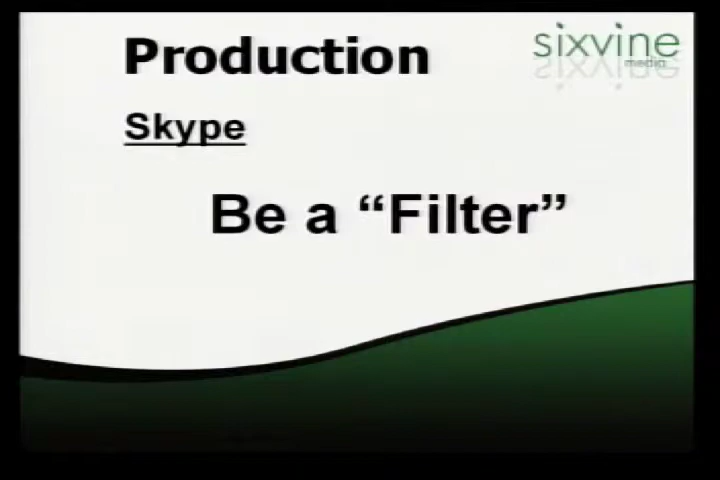 Production
sixvine
media
Skype
Be a “Filter”